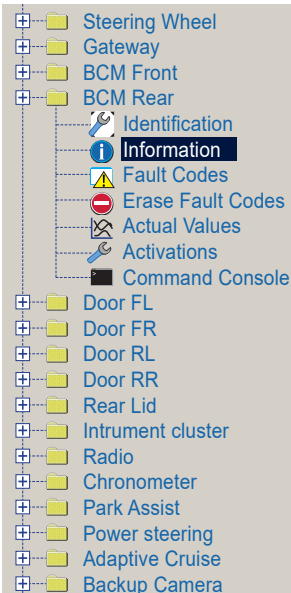 Steering Wheel
Gateway
BCM Front
BCM Rear
Identification
Information
Fault Codes
Erase Fault Codes
Actual Values
Activations
Command Console
Door FL
Door FR
Door RL
Door RR
Rear Lid
Intrument cluster
Radio
Chronometer
Park Assist
Power steering
Adaptive Cruise
Backup Camera